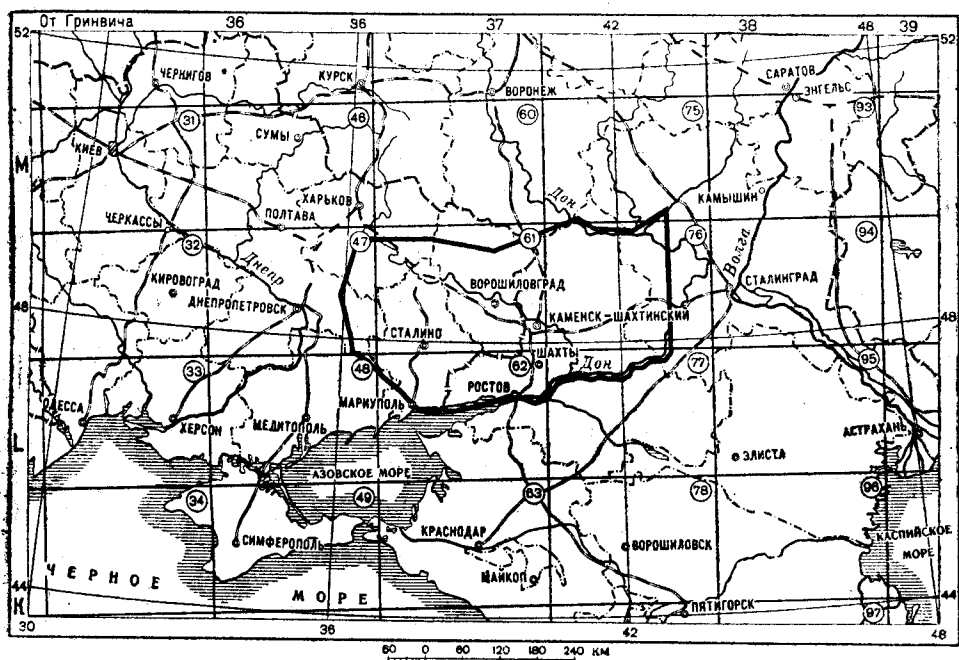 От Гринвича 36 36 37 42 38 48 39
52 52
ЧЕРНИГОВ КУРСК ВОРОНЕЖ САРАТОВ
ЭНГЕЛЬС
31 46 60 75 93
СУМЫ
КИЕВ
М
ХАРЬКОВ Дон КАМЫШИН
ПОЛТАВА
ЧЕРКАССЫ
32 47 61 76 94
Днепр Волга
КИРОВОГРАД ВОРОШИЛОВГРАД СТАЛИНГРАД
ДНЕПРОПЕТРОВСК
48 КАМЕНСК-ШАХТИНСКИЙ 48
СТАЛИНО
ШАХТЫ
33 48 62 Дон 77 95
МАРИУПОЛЬ РОСТОВ
ОДЕССА
ХЕРСОН МЕЛИТОПОЛЬ АСТРАХАНЬ
L
ЭЛИСТА
АЗОВСКОЕ МОРЕ
34 49 63 78 96
КРАСНОДАР
СИМФЕРОПОЛЬ ВОРОШИЛОВСК КАСПИЙСКОЕ
МОРЕ
МАЙКОП
ЧЕРНОЕ
44 МОРЕ 44
К ПЯТИГОРСК 97
30 36 42 48
60 0 60 120 180 240 КМ